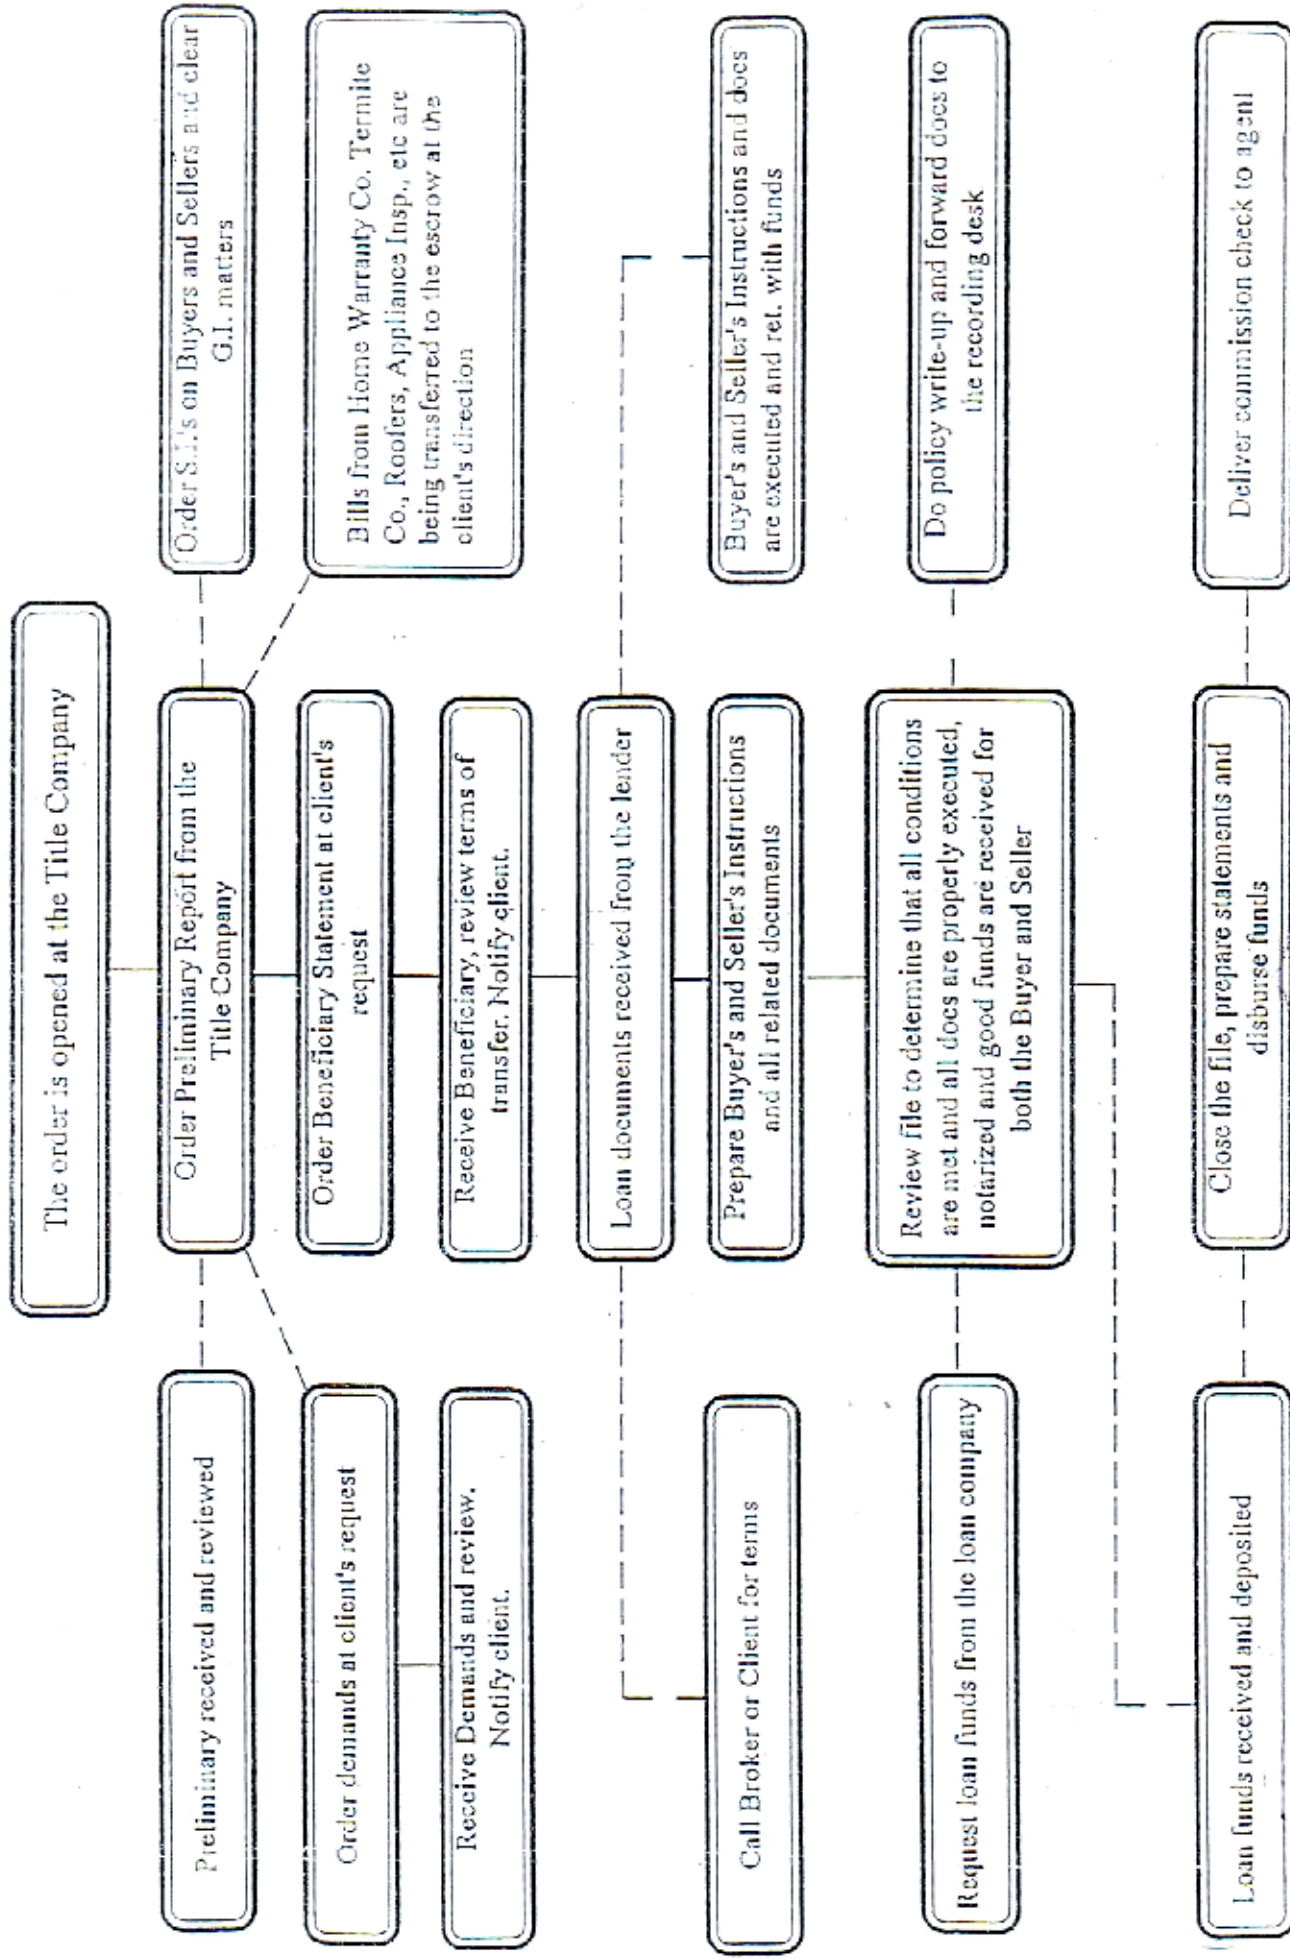 The order is opened at the Title Company
Preliminary received and reviewed
Order Preliminary Report from the
Title Company
Order S.I.'s on Buyers and Sellers and clear
G.I. matters
Order demands at client's request
Order Beneficiary Statement at client's
request
Bills from Home Warranty Co. Termite
Co., Roofers, Appliance Insp., etc are
being transferred to the escrow at the
client's direction
Receive Demands and review.
Notify client.
Receive Beneficiary, review terms of
transfer. Notify client.
Loan documents received from the lender
Call Broker or Client for terms
Prepare Buyer's and Seller's Instructions
and all related documents
Buyer's and Seller's Instructions and docs
are executed and ret. with funds
Request loan funds from the loan company
Review file to determine that all conditions
are met and all docs are properly executed,
notarized and good funds are received for
both the Buyer and Seller
Do policy write-up and forward docs to
the recording desk
Loan funds received and deposited
Close the file, prepare statements and
disburse funds
Deliver commission check to agent